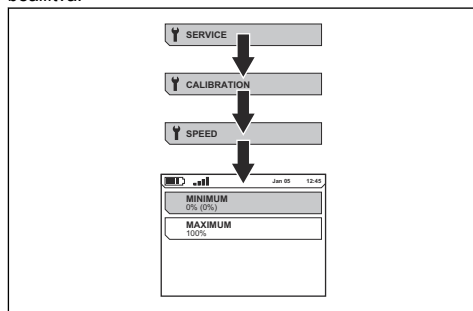 SERVICE
CALIBRATION
SPEED
Jan 05 12:45
MINIMUM
0% (0%)
MAXIMUM
100%